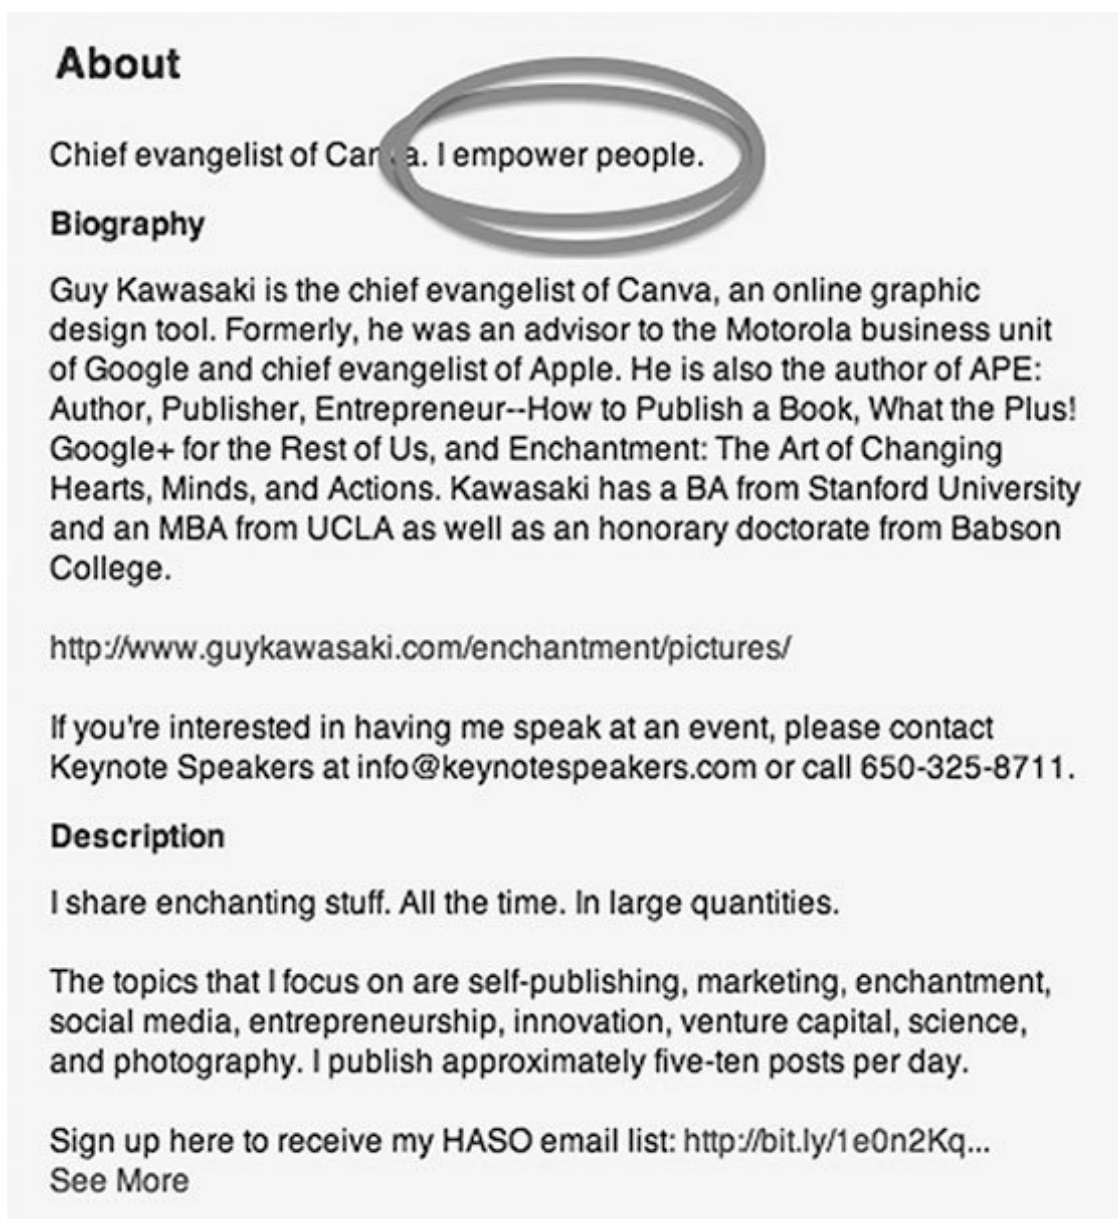 About
Chief evangelist of Canva. I empower people.
Biography
Guy Kawasaki is the chief evangelist of Canva, an online graphic
design tool. Formerly, he was an advisor to the Motorola business unit
of Google and chief evangelist of Apple. He is also the author of APE:
Author, Publisher, Entrepreneur--How to Publish a Book, What the Plus!
Google+ for the Rest of Us, and Enchantment: The Art of Changing
Hearts, Minds, and Actions. Kawasaki has a BA from Stanford University
and an MBA from UCLA as well as an honorary doctorate from Babson
College.
http://www.guykawasaki.com/enchantment/pictures/
If you're interested in having me speak at an event, please contact
Keynote Speakers at info@keynotespeakers.com or call 650-325-8711.
Description
I share enchanting stuff. All the time. In large quantities.
The topics that I focus on are self-publishing, marketing, enchantment,
social media, entrepreneurship, innovation, venture capital, science,
and photography. I publish approximately five-ten posts per day.
Sign up here to receive my HASO email list: http://bit.ly/1e0n2Kq...
See More